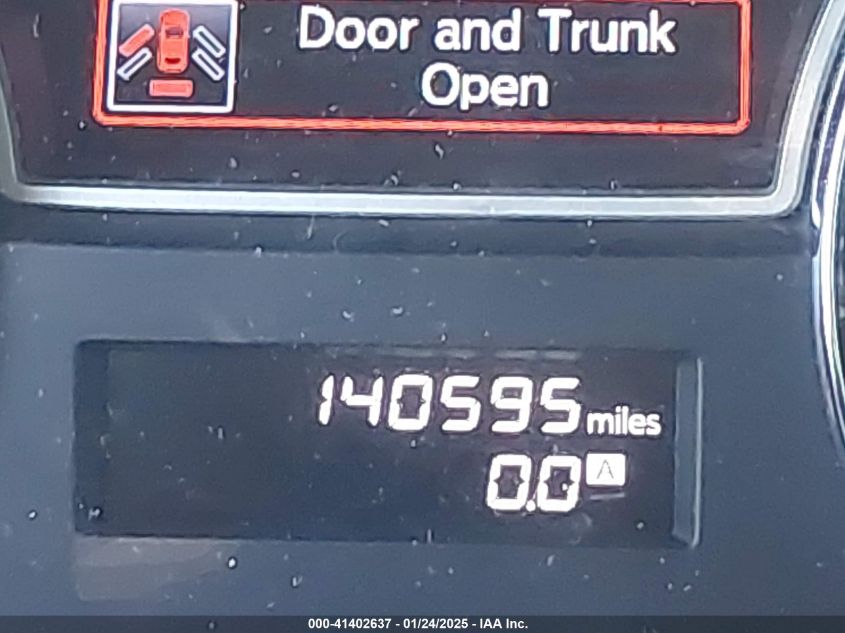 Door and Trunk
Open
140595 miles
0.0 A
000-41402637 - 01/24/2025 - IAA Inc.